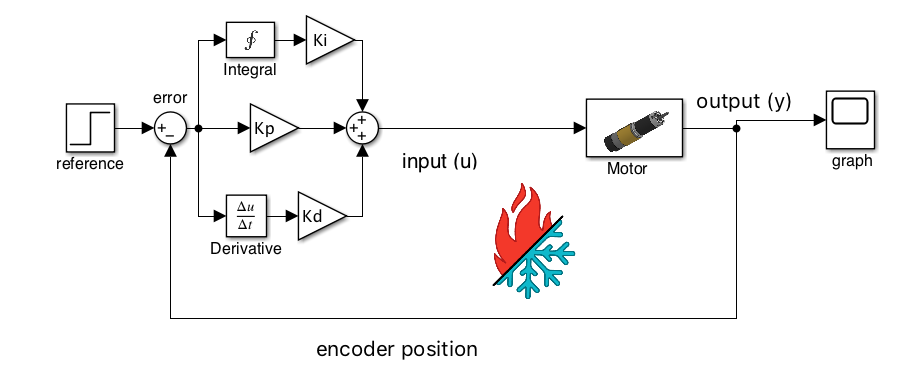 ∮
Ki
Integral
error
output (y)
+
−
Kp
+
+
+
reference
input (u)
Motor
graph
Δu
Δt
Kd
Derivative
encoder position